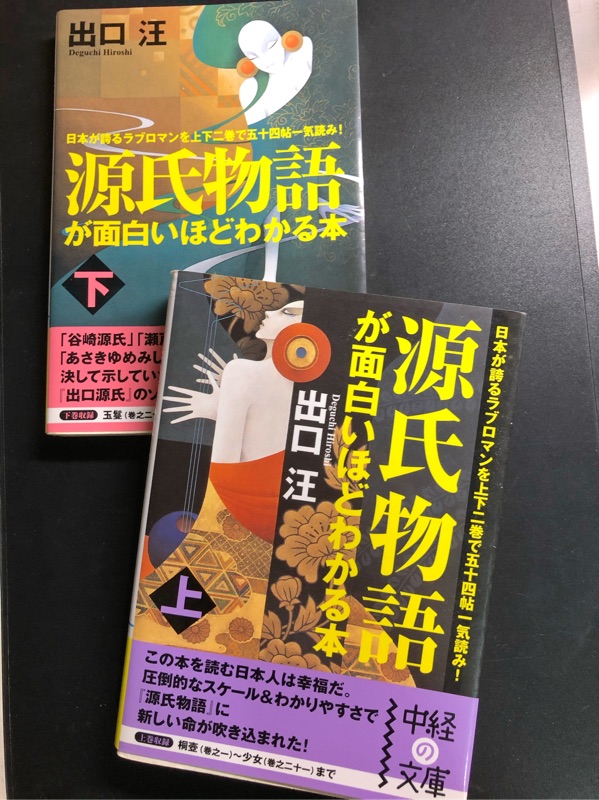 出口 汪
Deguchi Hiroshi
日本が誇るラブロマンを上下二巻で五十四帖一気読み!
源氏物語
が面白いほどわかる本
下
「谷崎源氏」「瀬
「あさきゆめみし
決して示してい
『出口源氏』の
下巻収録 玉鬘(巻之二
日本が誇るラブロマンを上下二巻で五十四帖一気読み!
源氏物語
が面白いほどわかる本
Deguchi Hiroshi
出口 汪
上
この本を読む日本人は幸福だ。
圧倒的なスケール&わかりやすさで
『源氏物語』に
新しい命が吹き込まれた!
上巻収録 桐壺(巻之一)〜少女(巻之二十一)まで
中経の文庫